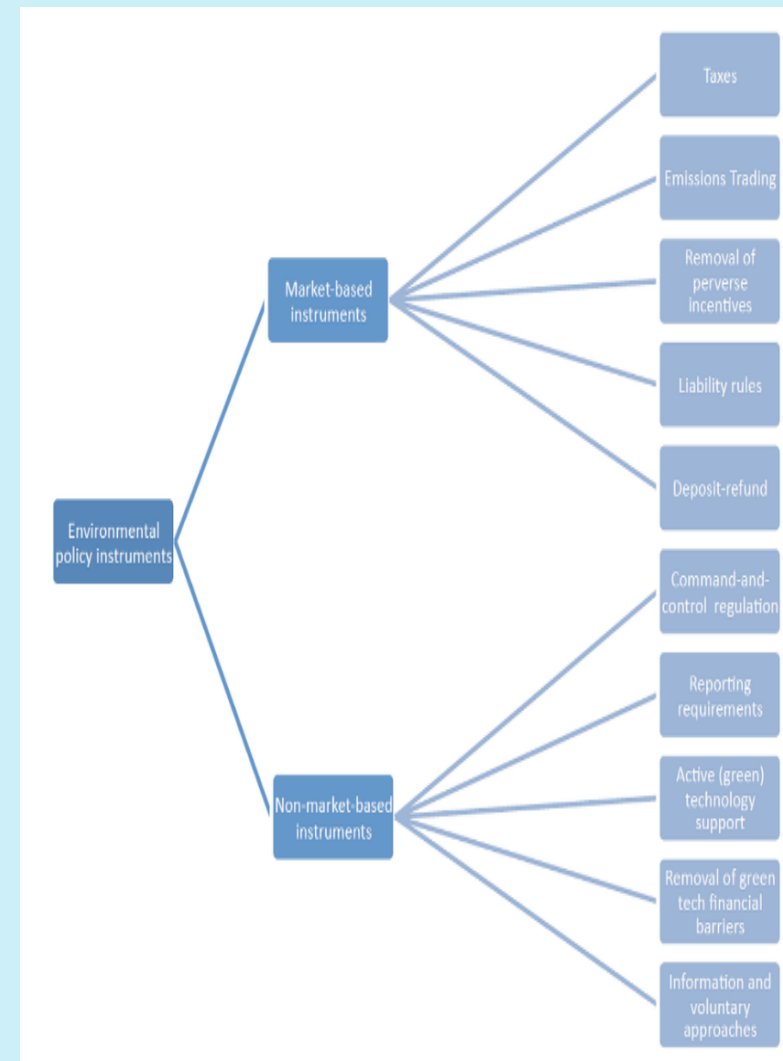 Taxes
Emissions Trading
Removal of
perverse
incentives
Market-based
instruments
Liability rules
Deposit-refund
Environmental
policy instruments
Command-and-
control regulation
Reporting
requirements
Active (green)
technology
support
Non-market-based
instruments
Removal of green
tech financial
barriers
Information and
voluntary
approaches